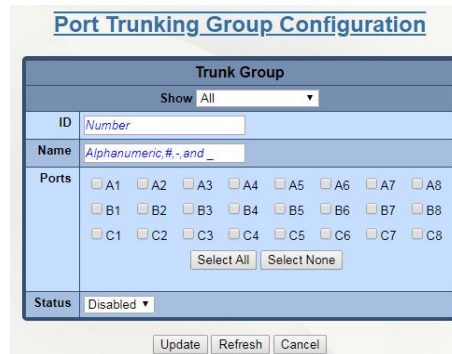 Port Trunking Group Configuration
Trunk Group
Show All
ID Number
Name Alphanumeric,#,-,and _
Ports A1 A2 A3 A4 A5 A6 A7 A8
B1 B2 B3 B4 B5 B6 B7 B8
C1 C2 C3 C4 C5 C6 C7 C8
Select All Select None
Status Disabled
Update Refresh Cancel